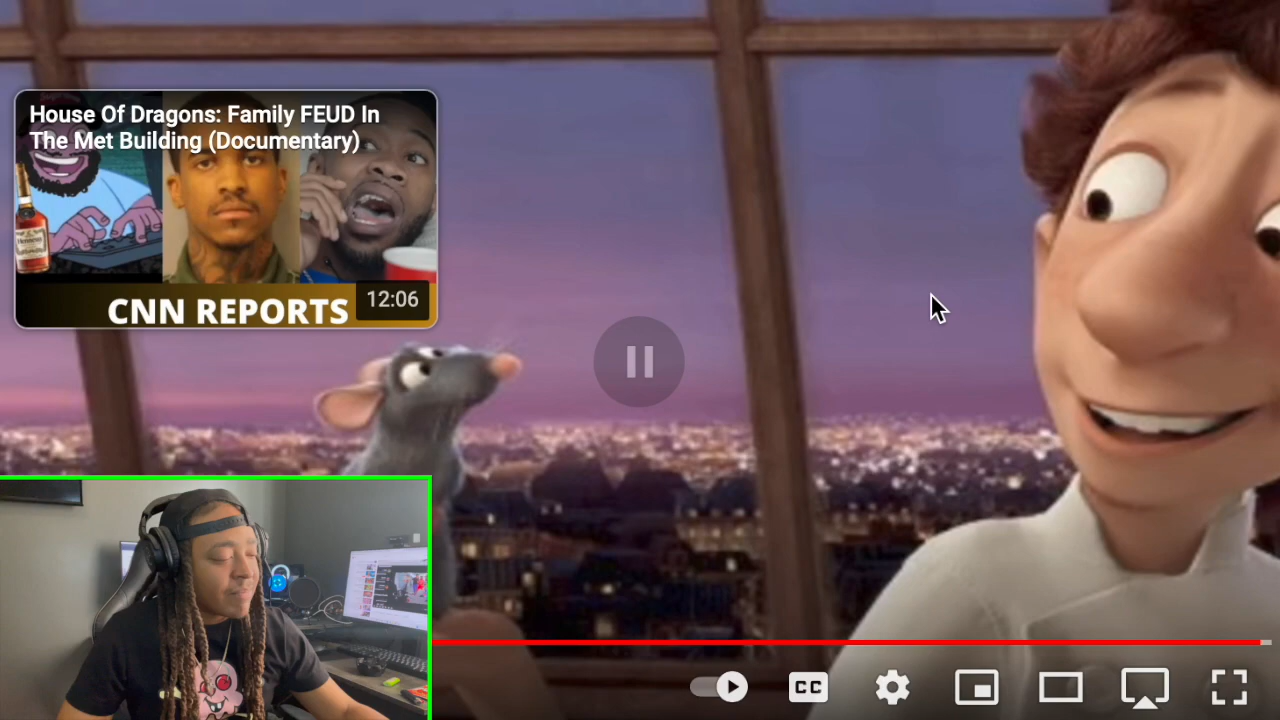 House Of Dragons: Family FEUD In
The Met Building (Documentary)
CNN REPORTS
12:06
CC